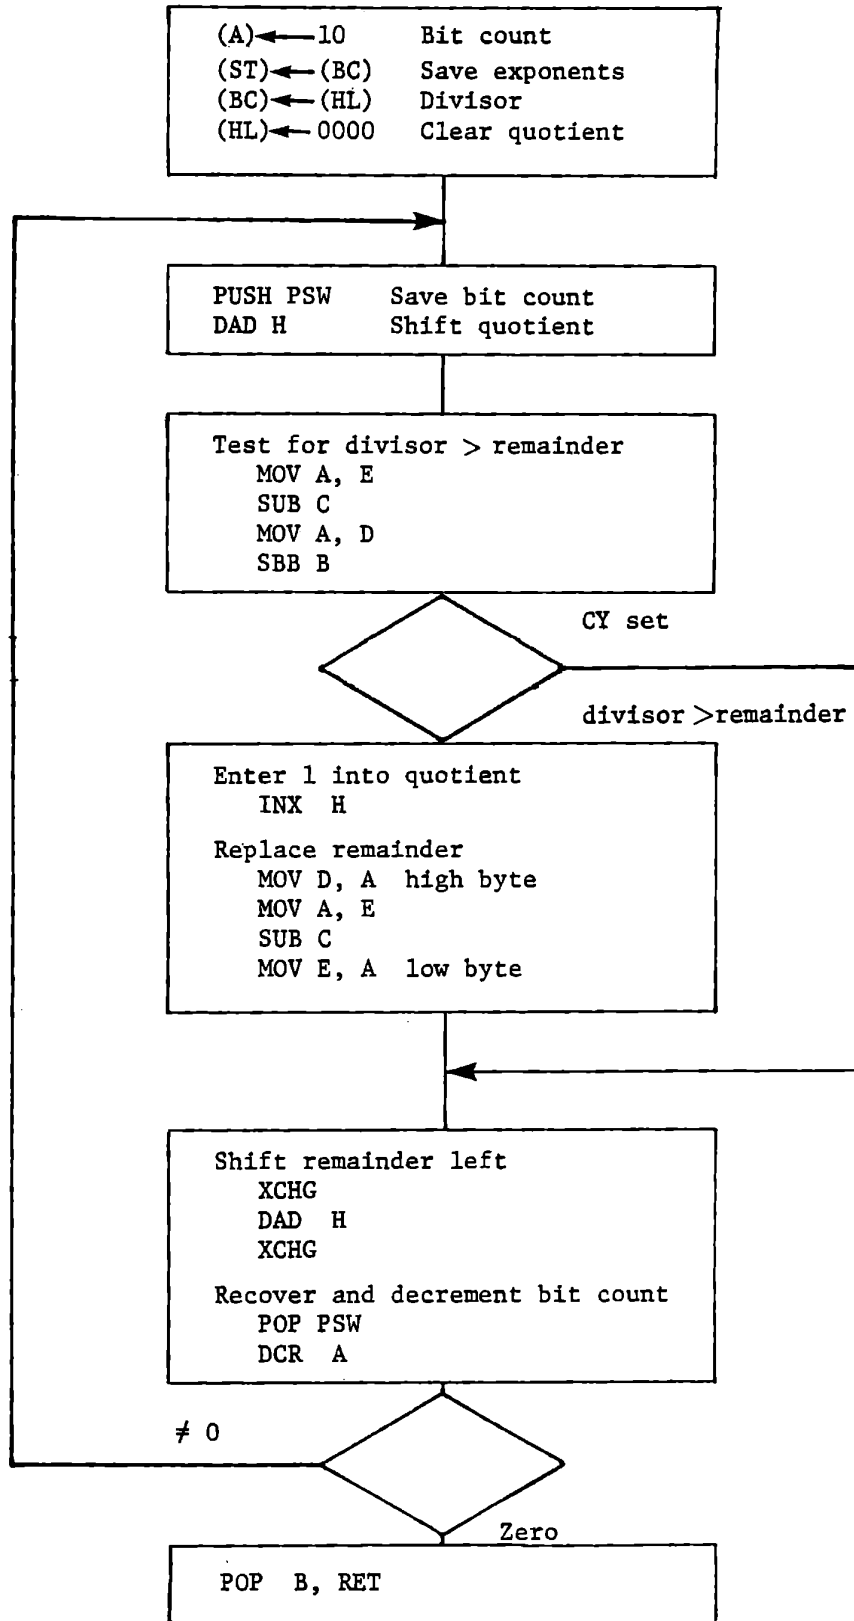 (A)← 10 Bit count
(ST)← (BC) Save exponents
(BC)← (HL) Divisor
(HL)← 0000 Clear quotient
PUSH PSW Save bit count
DAD H Shift quotient
Test for divisor > remainder
MOV A, E
SUB C
MOV A, D
SBB B
CY set
divisor >remainder
Enter 1 into quotient
INX H
Replace remainder
MOV D, A high byte
MOV A, E
SUB C
MOV E, A low byte
Shift remainder left
XCHG
DAD H
XCHG
Recover and decrement bit count
POP PSW
DCR A
≠ 0
Zero
POP B, RET